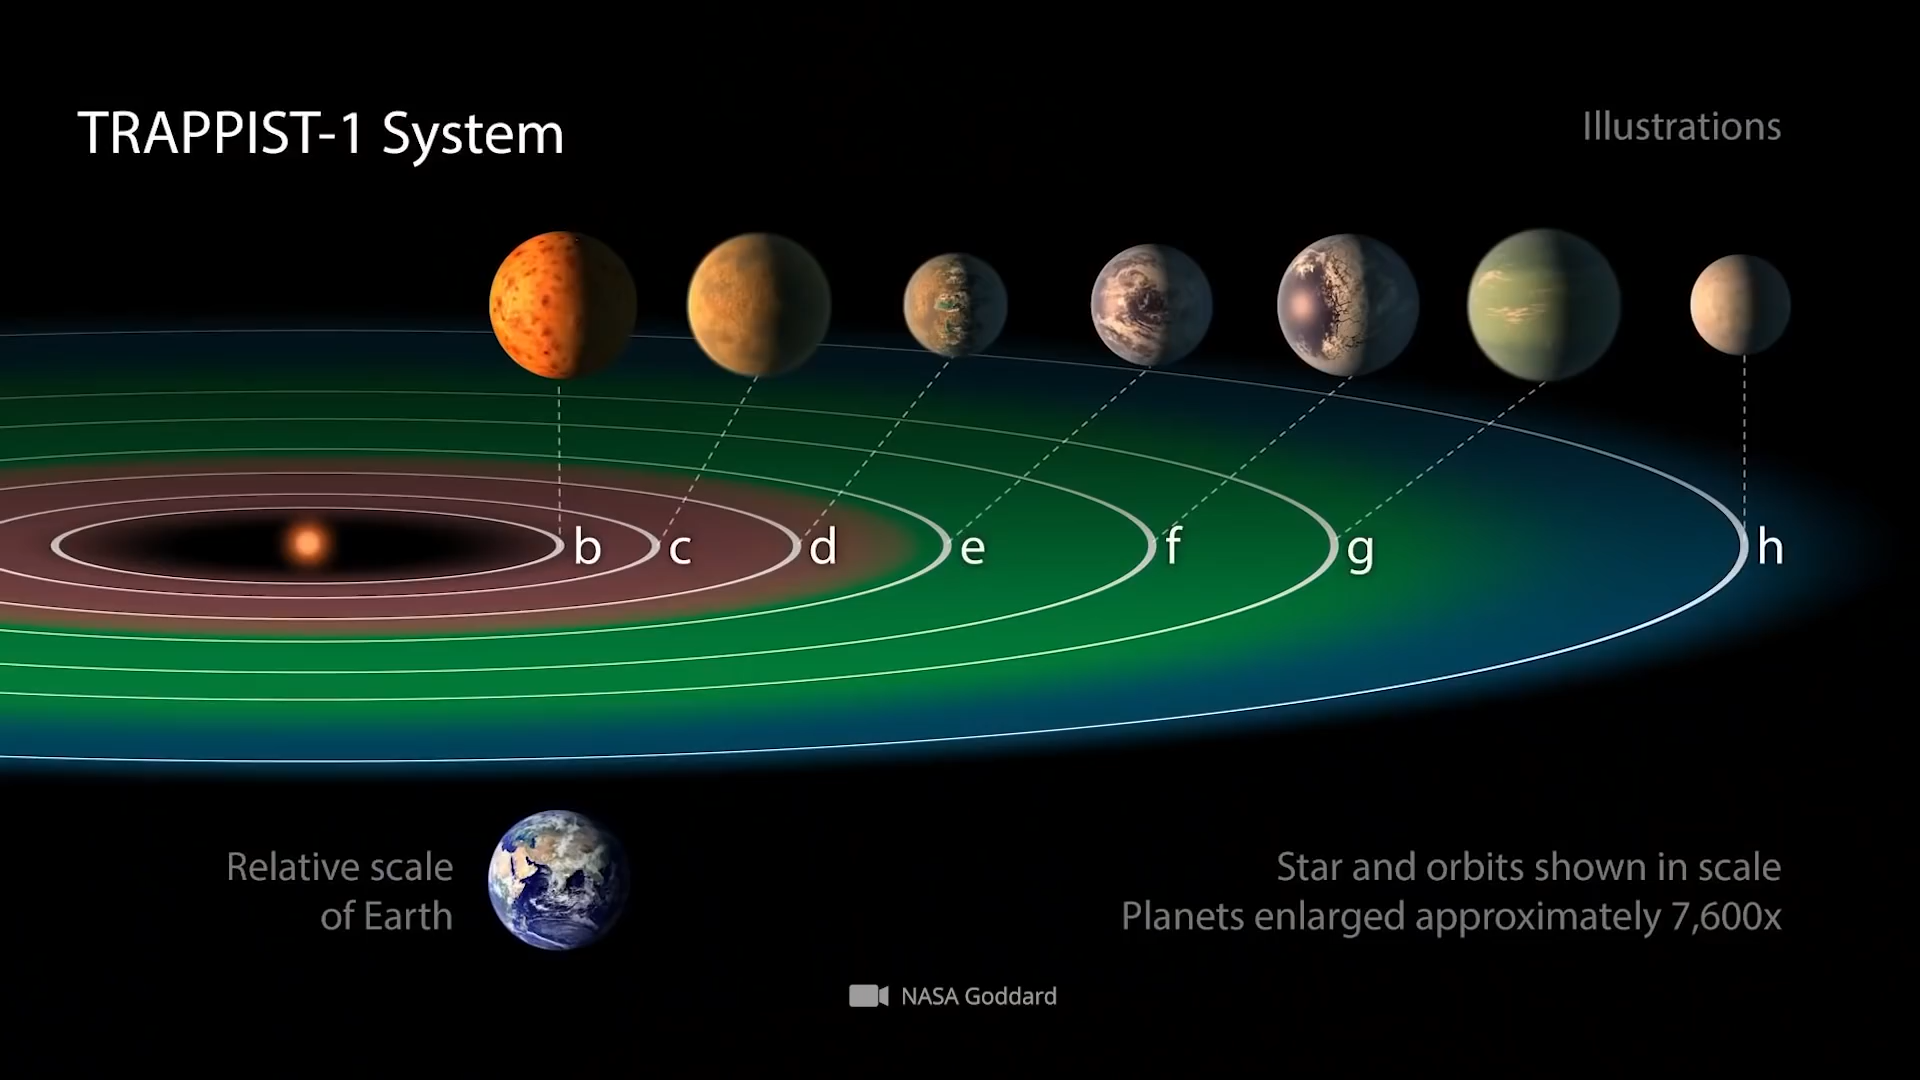 TRAPPIST-1 System
Illustrations
b
c
d
e
f
g
h
Relative scale
of Earth
Star and orbits shown in scale
Planets enlarged approximately 7,600x
NASA Goddard